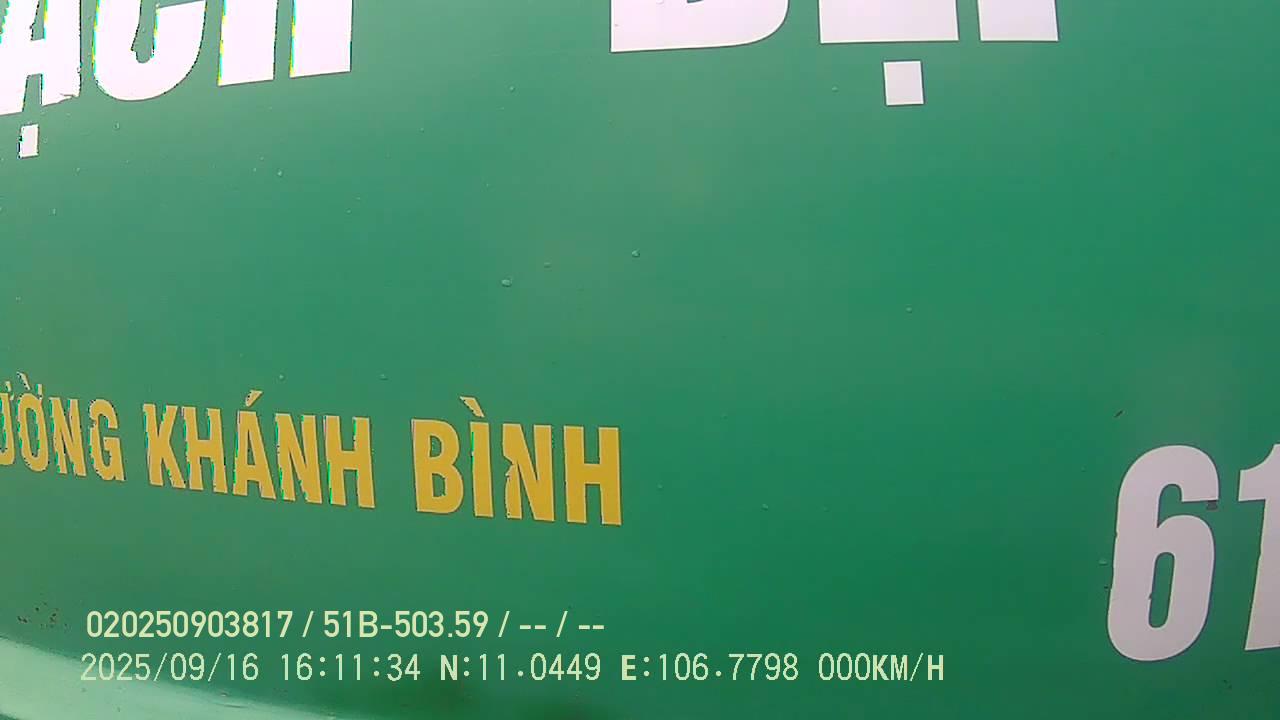 ẠCH ĐỊA
ƯỜNG KHÁNH BÌNH
61
020250903817 / 51B-503.59 / -- / --
2025/09/16 16:11:34 N:11.0449 E:106.7798 000KM/H